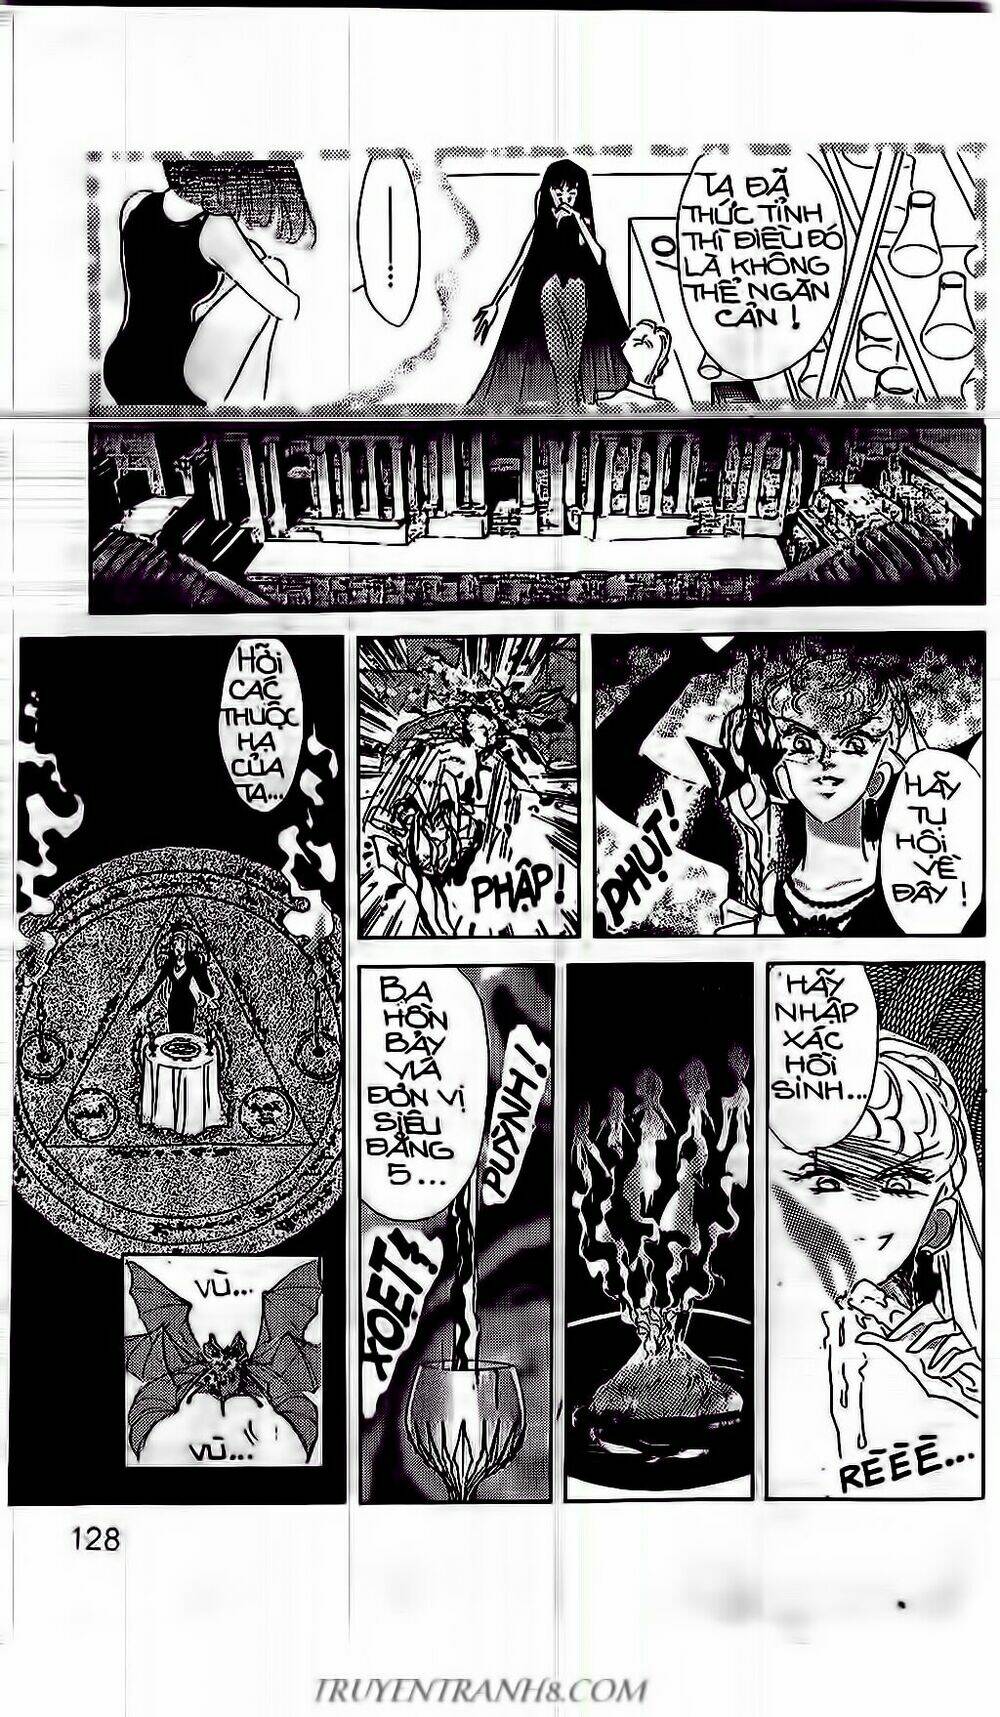 TA ĐÃ
THỨC TỈNH
THÌ ĐIỀU ĐÓ
LÀ KHÔNG
THỂ NGĂN
CẢN !
......
HỠI
CÁC
THUỘC
HẠ
CỦA
TA...
PHẬP!
PHỤT!
HÃY
TỤ
HỘI VỀ
ĐÂY !
BA
HỒN
BẢY
VIÁ
ĐƠN VỊ
SIÊU
ĐẲNG
5...
PUỲNH!!
XOẸT!
HÃY
NHẬP
XÁC
HỒI
SINH...
RÈÈÈ...
VÙ...
VÙ...
128
TRUYENTRANH8.COM